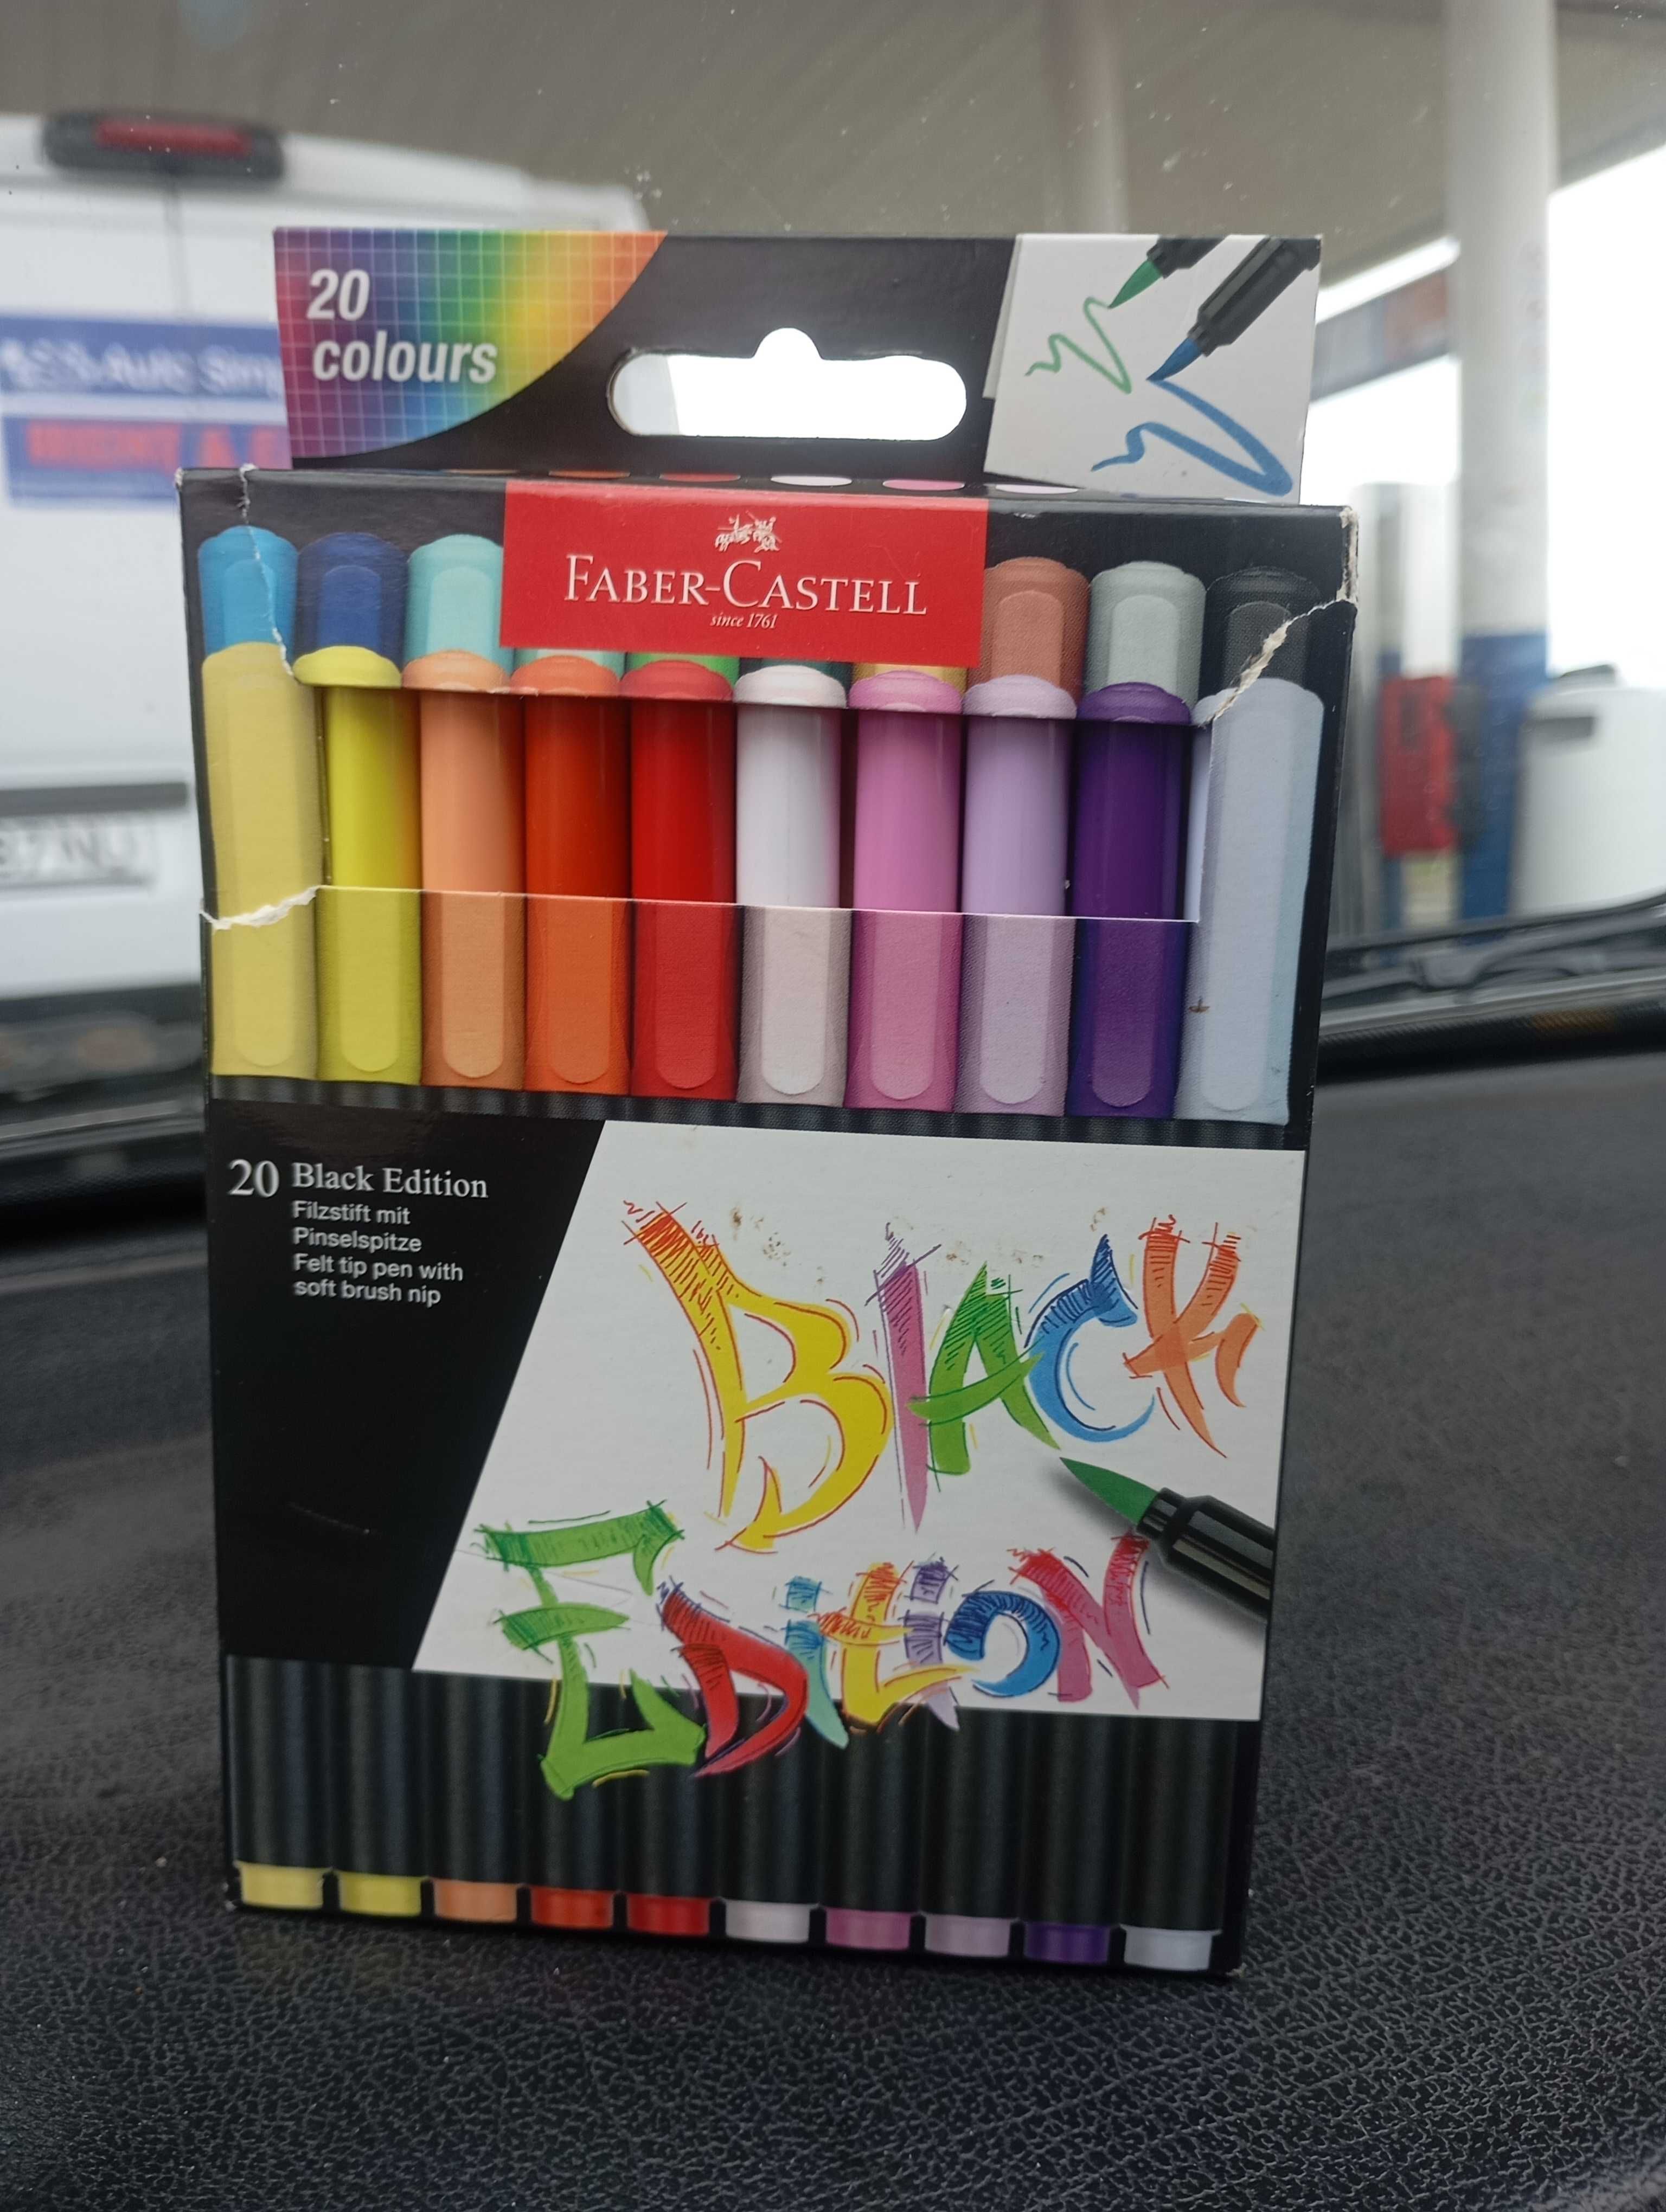 20
colours
FABER-CASTELL
since 1761
20 Black Edition
Filzstift mit
Pinselspitze
Felt tip pen with
soft brush nip
BlACK
EDitiON